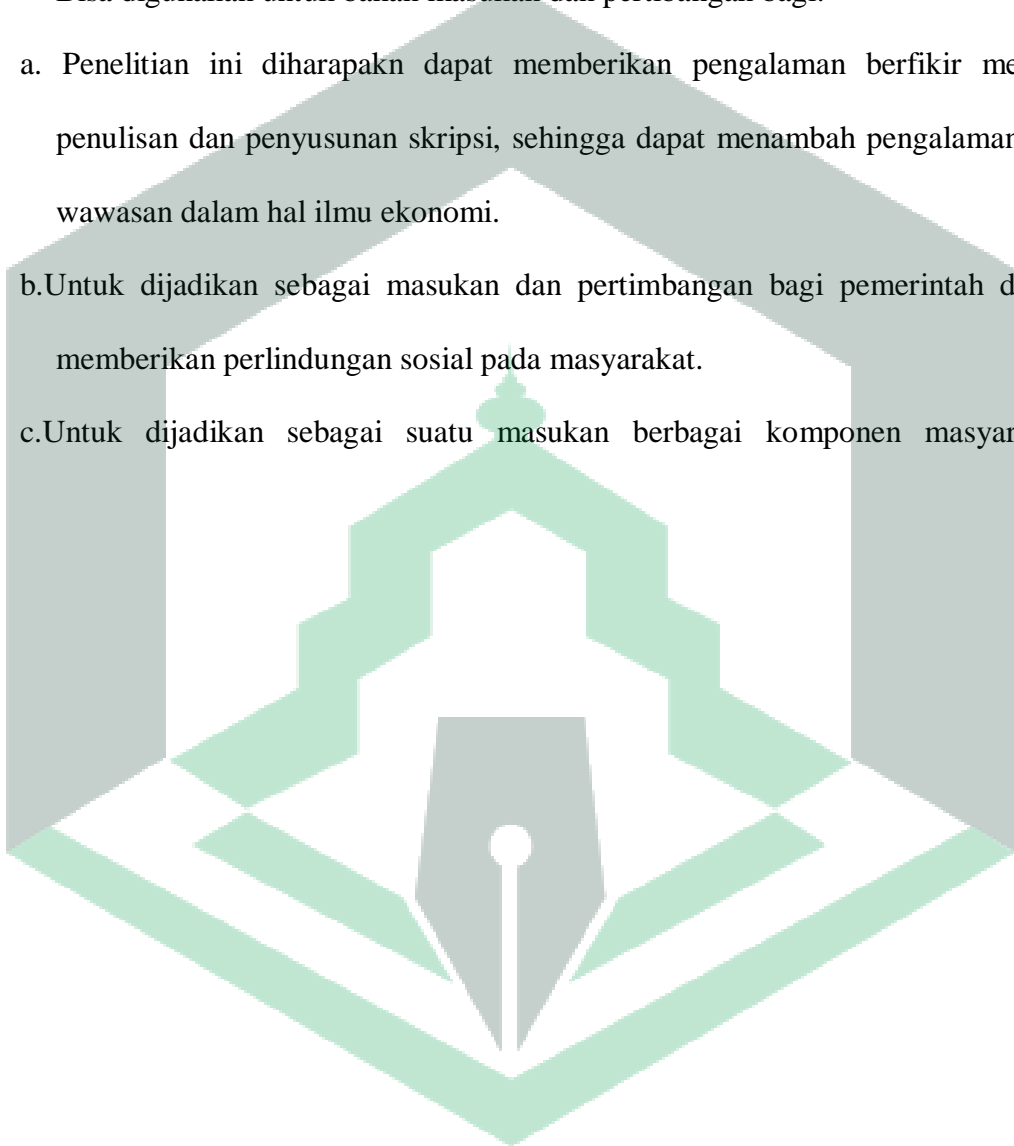 a. Penelitian ini diharapakn dapat memberikan pengalaman berfikir
penulisan dan penyusunan skripsi, sehingga dapat menambah pengalaman
wawasan dalam hal ilmu ekonomi.
b.Untuk dijadikan sebagai masukan dan pertimbangan bagi pemerintah
memberikan perlindungan sosial pada masyarakat.
c.Untuk dijadikan sebagai suatu masukan berbagai komponen